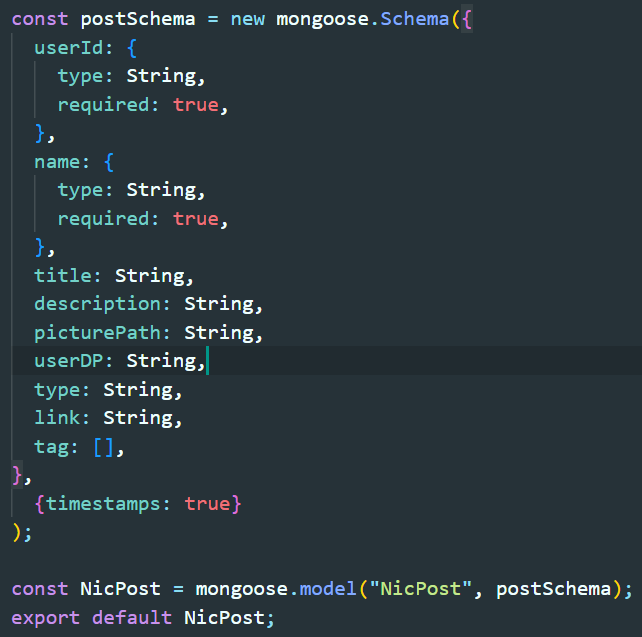 const postSchema = new mongoose.Schema({
  userId: {
    type: String,
    required: true,
  },
  name: {
    type: String,
    required: true,
  },
  title: String,
  description: String,
  picturePath: String,
  userDP: String,
  type: String,
  link: String,
  tag: [],
},
  {timestamps: true}
);

const NicPost = mongoose.model("NicPost", postSchema);
export default NicPost;